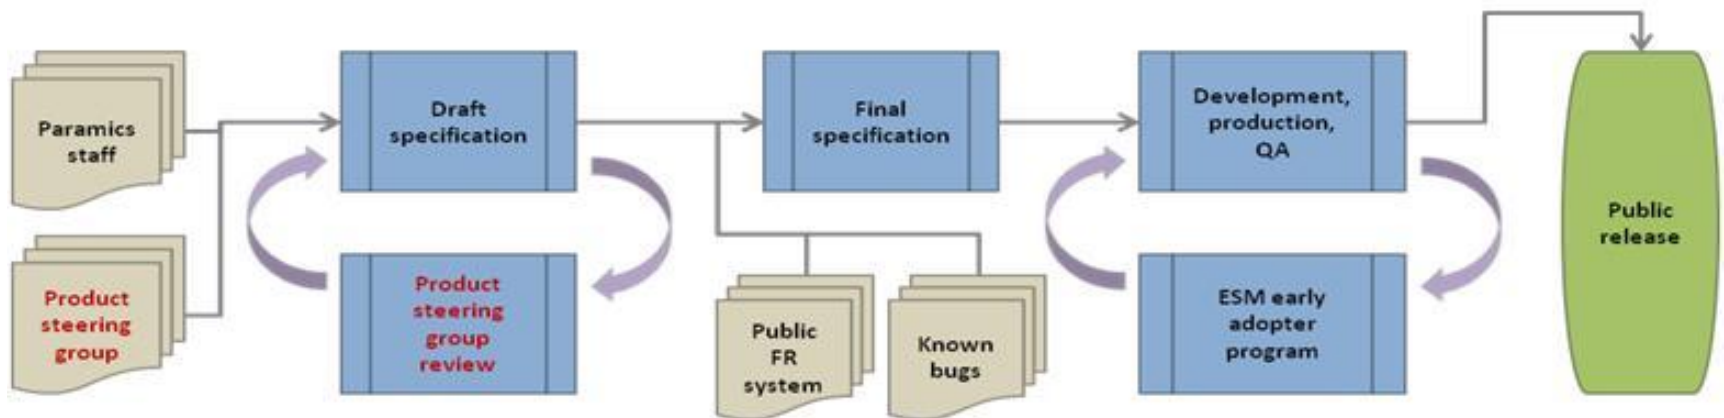 Paramics
staff
Product
steering
group
Draft
specification
Product
steering
group
review
Final
specification
Public
FR
system
Known
bugs
Development,
production,
QA
ESM early
adopter
program
Public
release